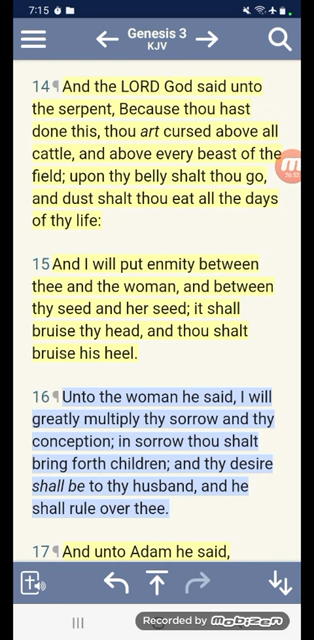 7:15
Genesis 3
KJV
14¶ And the LORD God said unto
the serpent, Because thou hast
done this, thou art cursed above all
cattle, and above every beast of the
field; upon thy belly shalt thou go,
and dust shalt thou eat all the days
of thy life:
15 And I will put enmity between
thee and the woman, and between
thy seed and her seed; it shall
bruise thy head, and thou shalt
bruise his heel.
16¶ Unto the woman he said, I will
greatly multiply thy sorrow and thy
conception; in sorrow thou shalt
bring forth children; and thy desire
shall be to thy husband, and he
shall rule over thee.
17¶ And unto Adam he said,
Recorded by mobizen